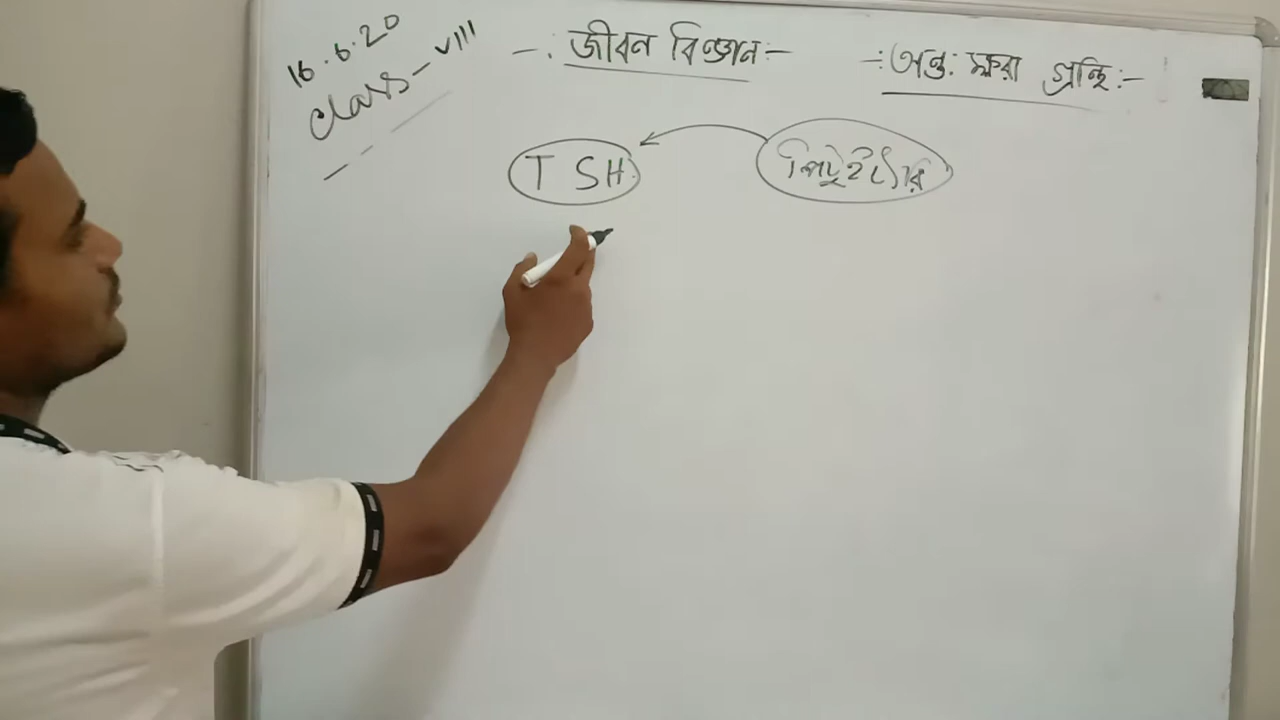 16.6.20
Class - VIII
-: জীবন বিজ্ঞান:-
-: অন্তঃক্ষরা গ্রন্থি:-
TSH
পিটুইটারি